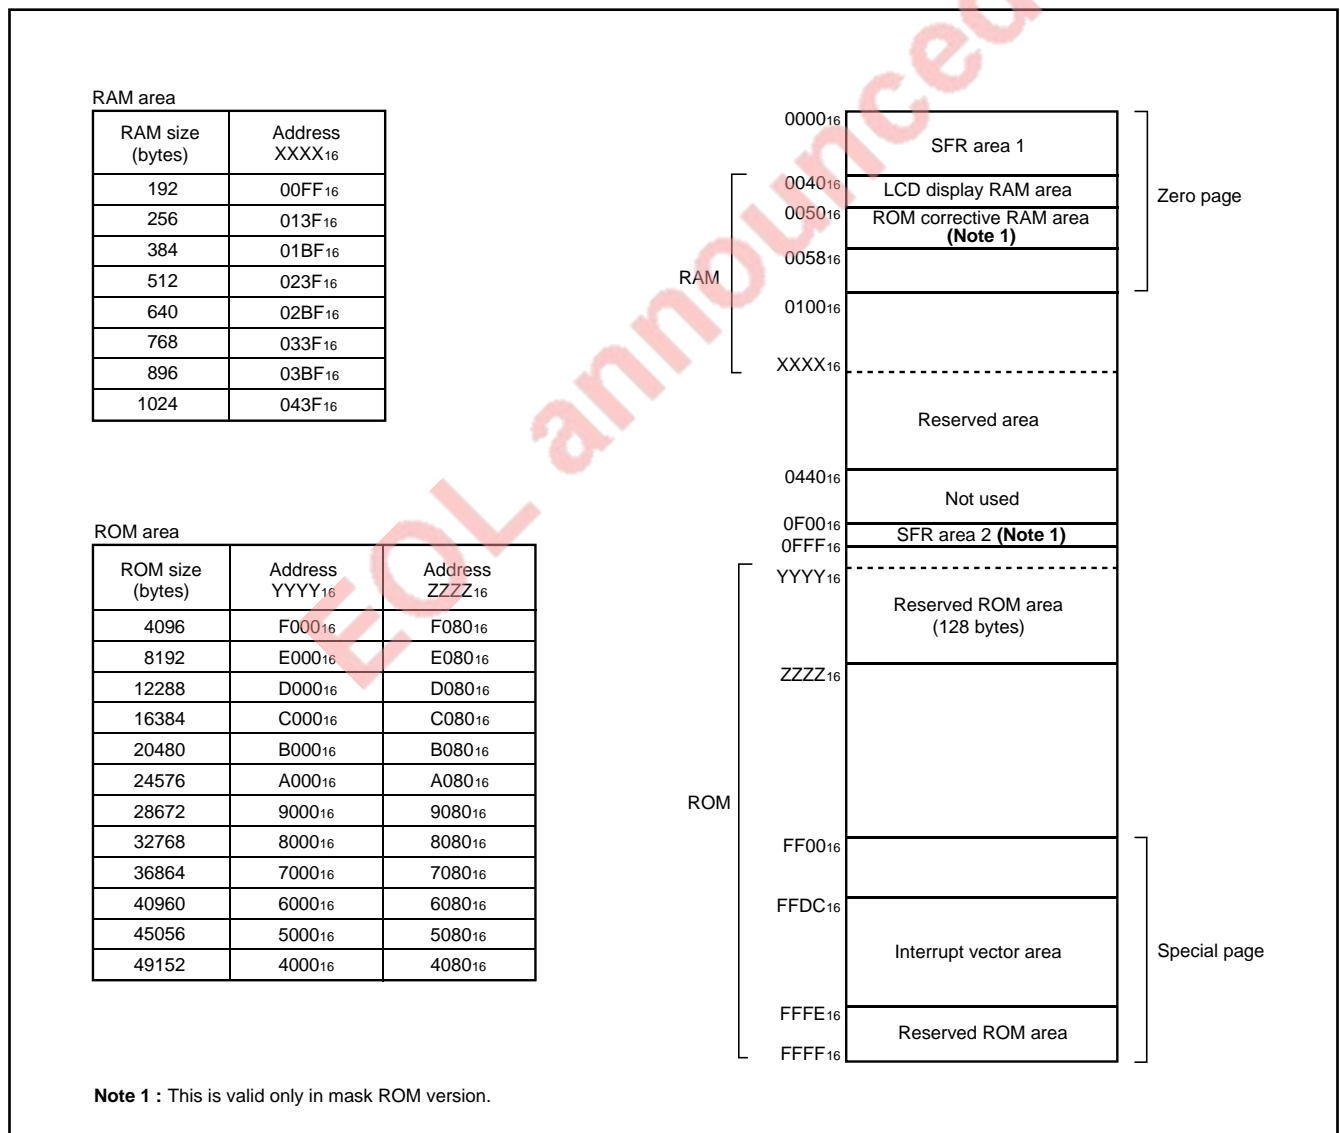 RAM area
RAM size (bytes) Address XXXX16
192 00FF16
256 013F16
384 01BF16
512 023F16
640 02BF16
768 033F16
896 03BF16
1024 043F16
ROM area
ROM size (bytes) Address YYYY16 Address ZZZZ16
4096 F00016 F08016
8192 E00016 E08016
12288 D00016 D08016
16384 C00016 C08016
20480 B00016 B08016
24576 A00016 A08016
28672 900016 908016
32768 800016 808016
36864 700016 708016
40960 600016 608016
45056 500016 508016
49152 400016 408016
000016
SFR area 1
004016
LCD display RAM area
Zero page
005016
ROM corrective RAM area
(Note 1)
005816
RAM
010016
XXXX16
Reserved area
044016
Not used
0F0016
SFR area 2 (Note 1)
0FFF16
YYYY16
Reserved ROM area
(128 bytes)
ZZZZ16
ROM
FF0016
FFDC16
Interrupt vector area
Special page
FFFE16
Reserved ROM area
FFFF16
Note 1 : This is valid only in mask ROM version.
EOL announced